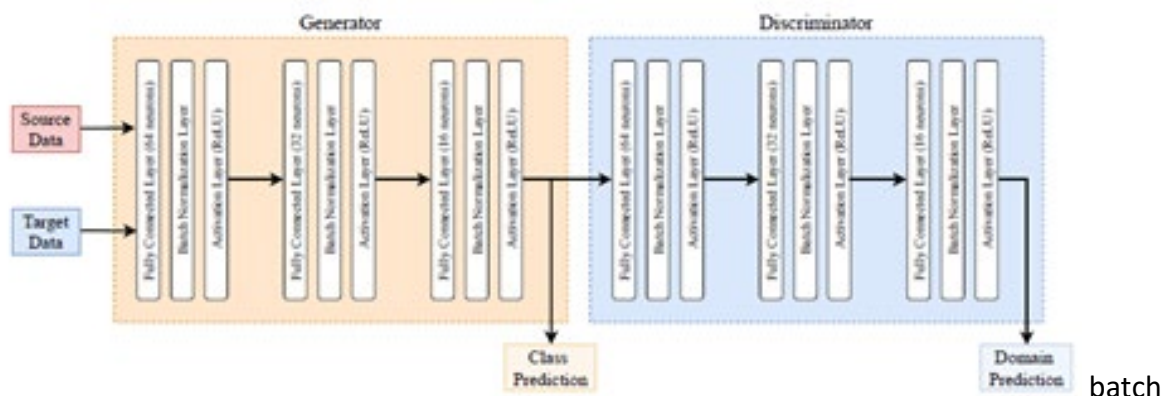 Generator
Discriminator
Source
Data
Target
Data
Fully Connected Layer (64 neurons)
Batch Normalization Layer
Activation Layer (ReLU)
Fully Connected Layer (32 neurons)
Batch Normalization Layer
Activation Layer (ReLU)
Fully Connected Layer (16 neurons)
Batch Normalization Layer
Activation Layer (ReLU)
Fully Connected Layer (64 neurons)
Batch Normalization Layer
Activation Layer (ReLU)
Fully Connected Layer (32 neurons)
Batch Normalization Layer
Activation Layer (ReLU)
Fully Connected Layer (16 neurons)
Batch Normalization Layer
Activation Layer (ReLU)
Class
Prediction
Domain
Prediction
batch